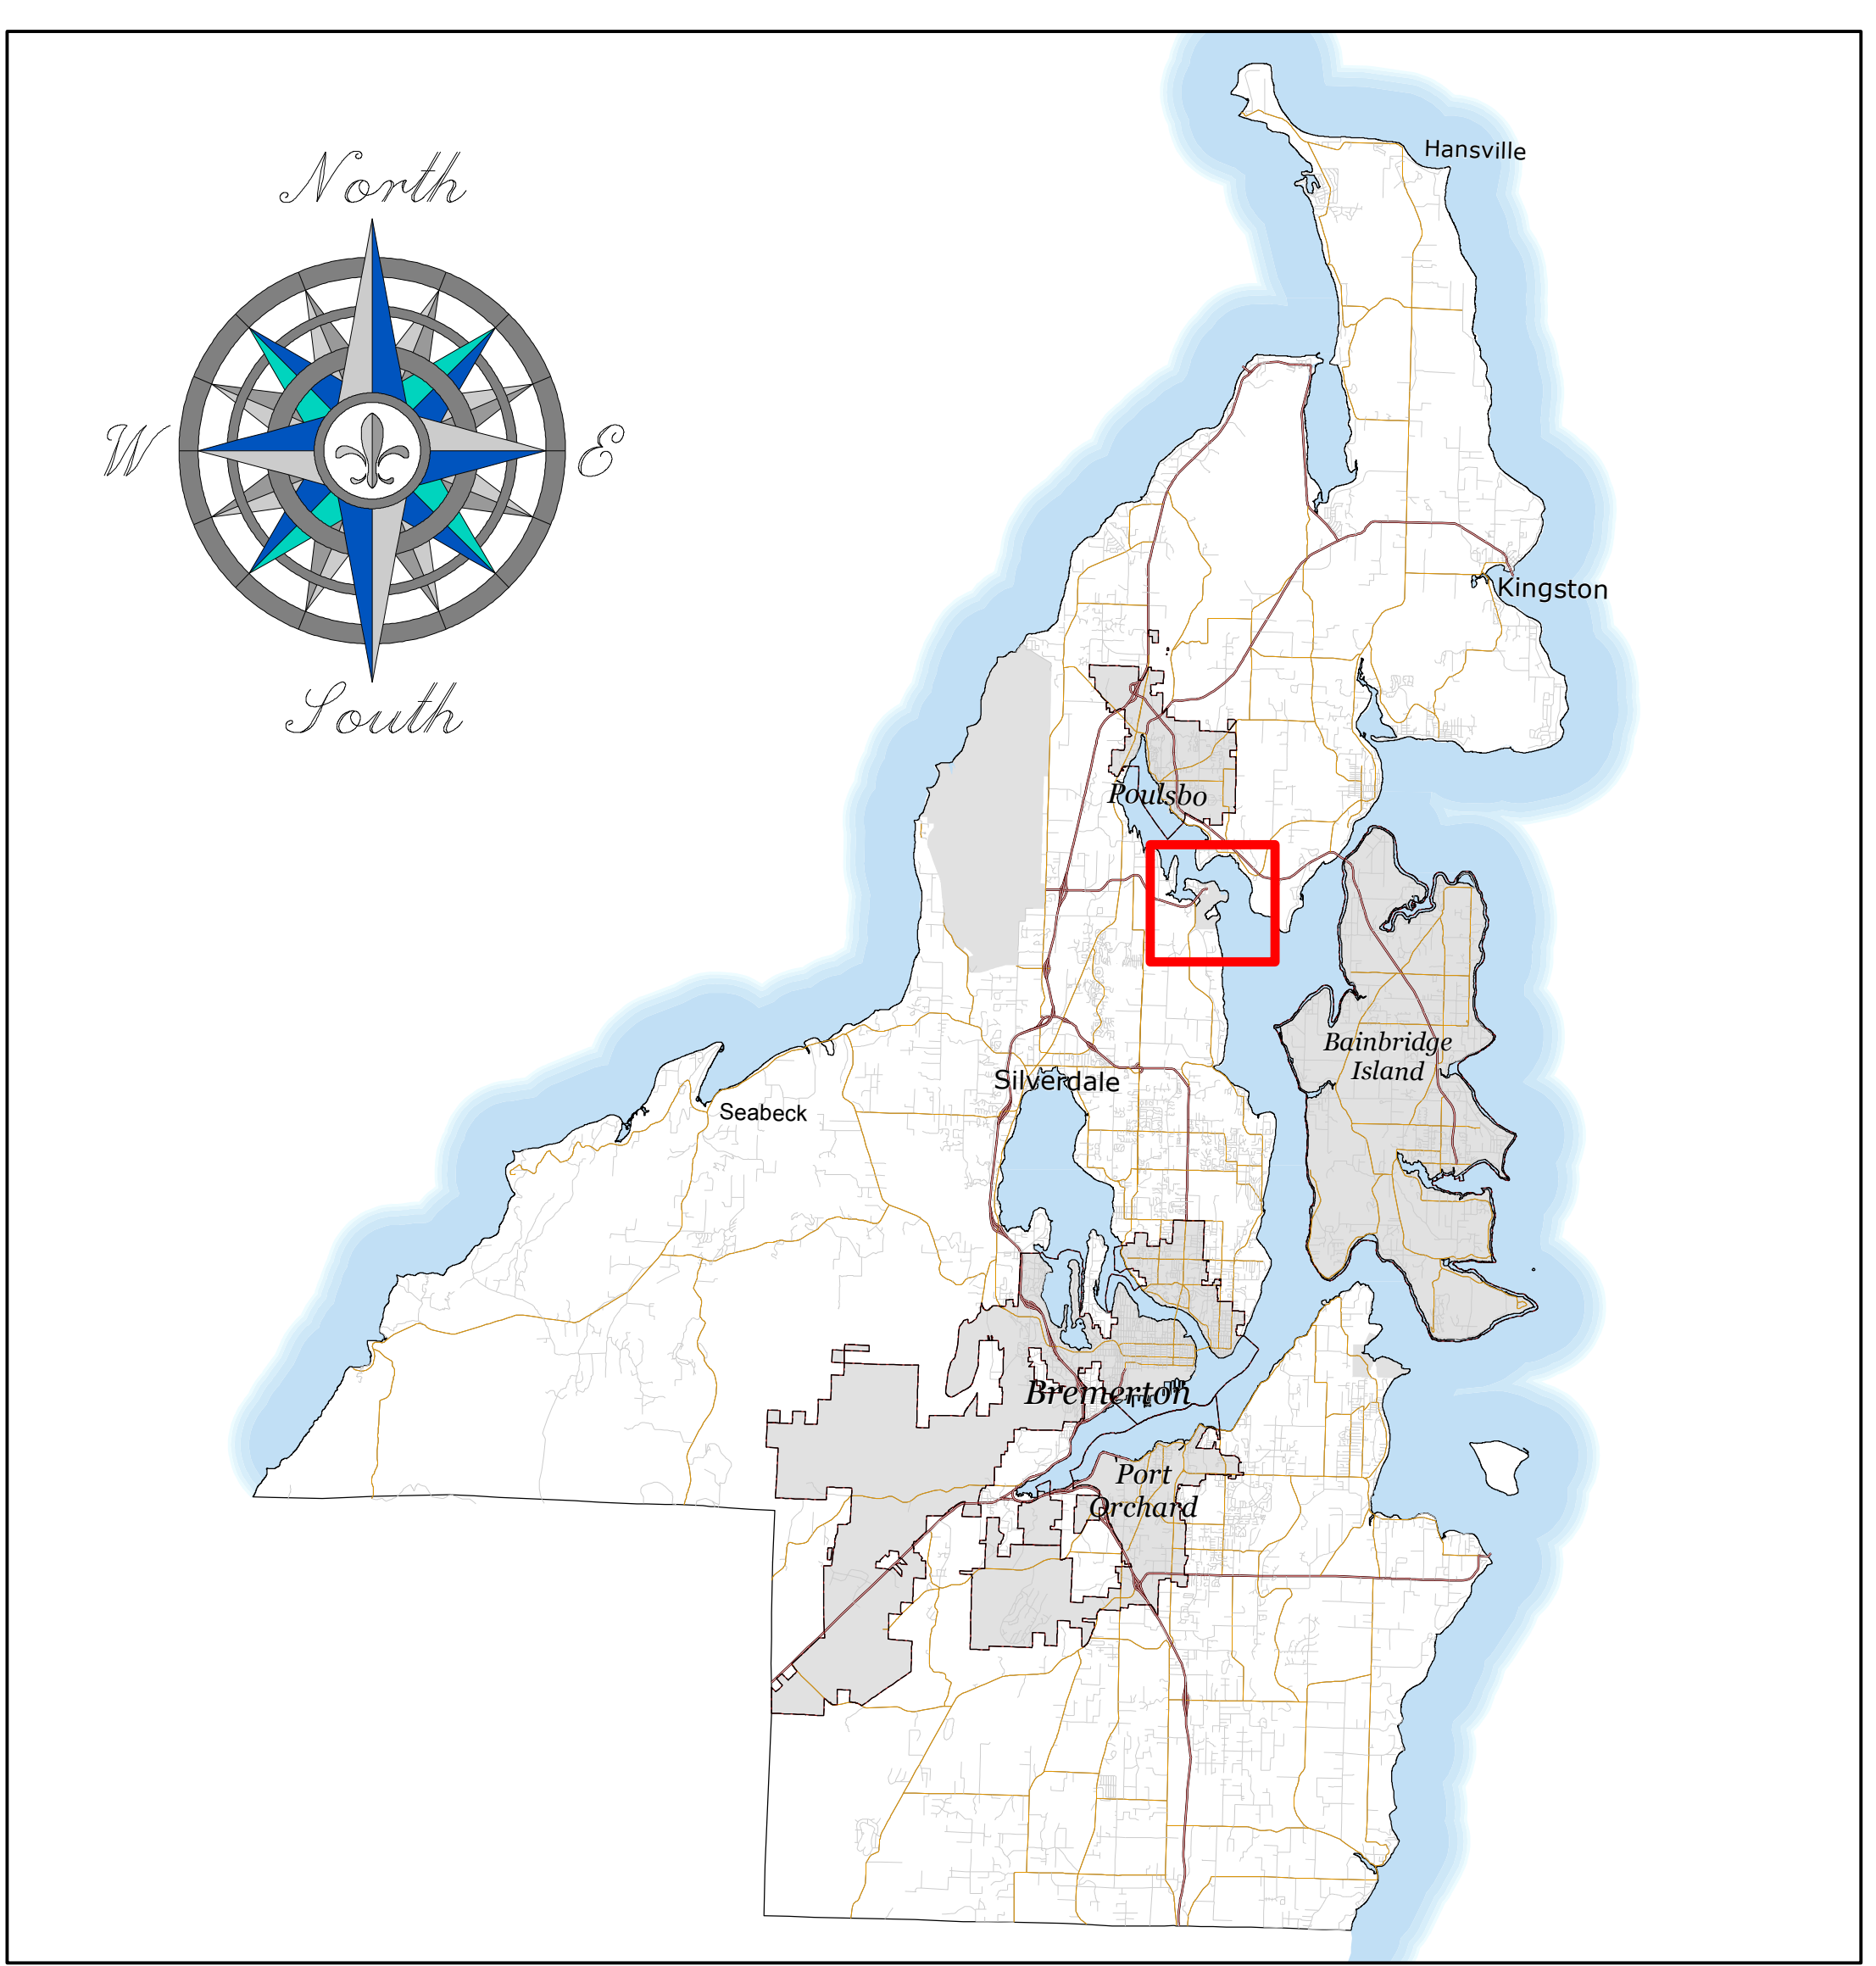 North
W
E
South
Hansville
Kingston
Poulsbo
Bainbridge
Island
Silverdale
Seabeck
Bremerton
Port
Orchard